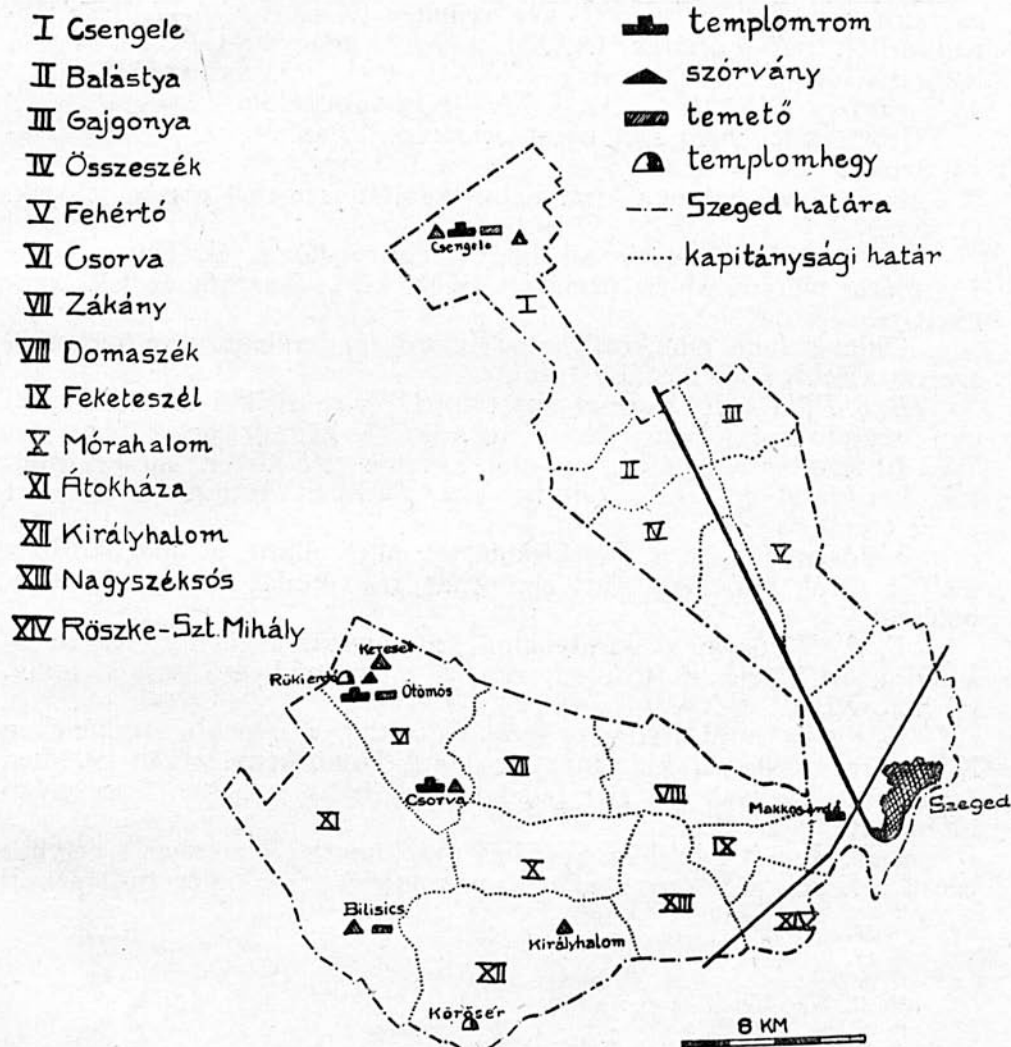 I Csengele
II Balástya
III Gajgonya
IV Összeszék
V Fehértó
VI Csorva
VII Zákány
VIII Domaszék
IX Feketeszél
X Mórahalom
XI Átokháza
XII Királyhalom
XIII Nagyszéksós
XIV Röszke-Szt. Mihály
templomrom
szórvány
temető
templomhegy
Szeged határa
kapitánysági határ
Csengele
I
III
II
IV
V
Kereset
Rúkierdő
Ötömös
VI
VII
Csorva
VIII
Makkoserdő
Szeged
XI
IX
X
Bilisics
XIII
Királyhalom
XIV
XII
Kőrösér
8 KM